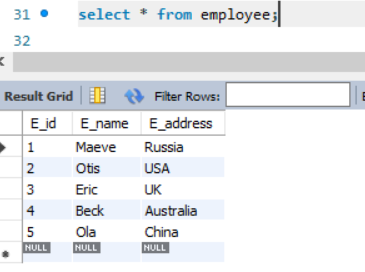 31 select * from employee;
32
Result Grid Filter Rows:
E_id E_name E_address
1 Maeve Russia
2 Otis USA
3 Eric UK
4 Beck Australia
5 Ola China
NULL NULL NULL